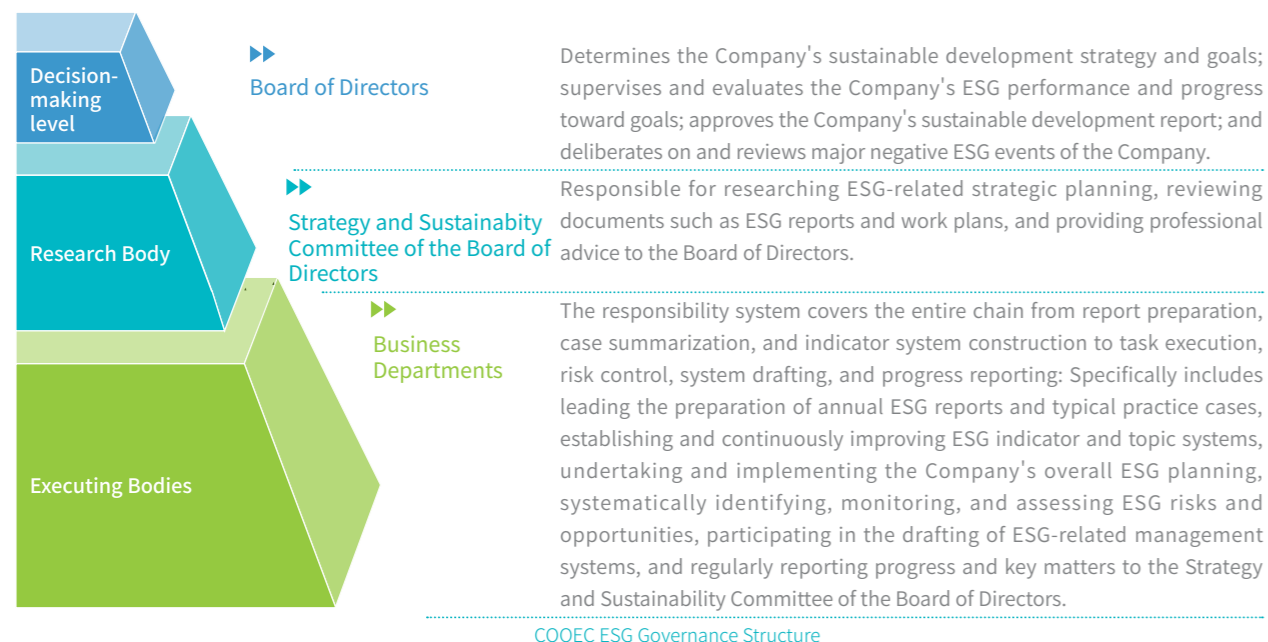 Decision-
making
level
Board of Directors
Determines the Company's sustainable development strategy and goals;
supervises and evaluates the Company's ESG performance and progress
toward goals; approves the Company's sustainable development report; and
deliberates on and reviews major negative ESG events of the Company.
Research Body
Strategy and Sustainabity
Committee of the Board of
Directors
Responsible for researching ESG-related strategic planning, reviewing
documents such as ESG reports and work plans, and providing professional
advice to the Board of Directors.
Executing Bodies
Business
Departments
The responsibility system covers the entire chain from report preparation,
case summarization, and indicator system construction to task execution,
risk control, system drafting, and progress reporting: Specifically includes
leading the preparation of annual ESG reports and typical practice cases,
establishing and continuously improving ESG indicator and topic systems,
undertaking and implementing the Company's overall ESG planning,
systematically identifying, monitoring, and assessing ESG risks and
opportunities, participating in the drafting of ESG-related management
systems, and regularly reporting progress and key matters to the Strategy
and Sustainability Committee of the Board of Directors.
COOEC ESG Governance Structure